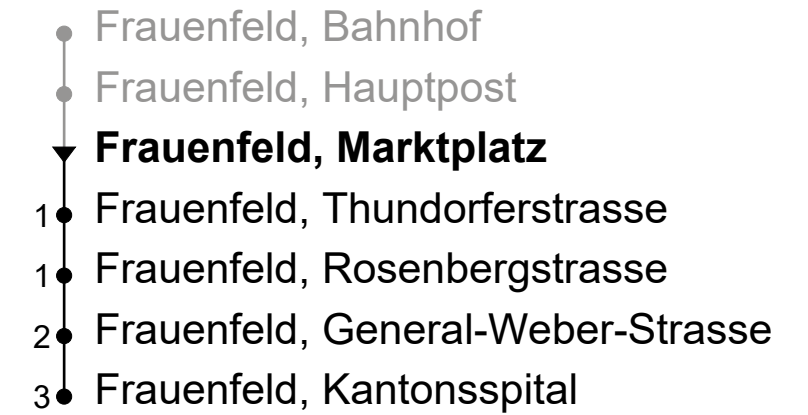 Frauenfeld, Bahnhof
Frauenfeld, Hauptpost
Frauenfeld, Marktplatz
1 Frauenfeld, Thundorferstrasse
1 Frauenfeld, Rosenbergstrasse
2 Frauenfeld, General-Weber-Strasse
3 Frauenfeld, Kantonsspital